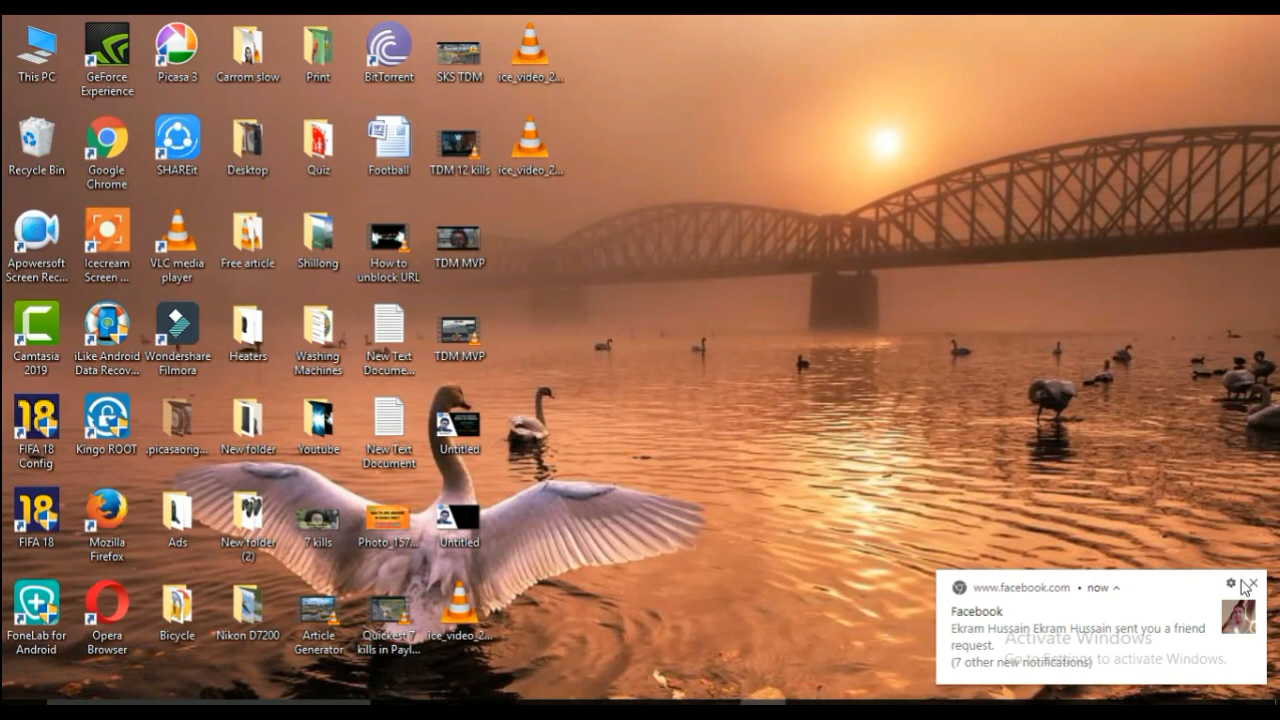 This PC
GeForce
Experience
Picasa 3
Carrom slow
Print
BitTorrent
SKS TDM
ice_video_2...
Recycle Bin
Google
Chrome
SHAREit
Desktop
Quiz
Football
TDM 12 kills
ice_video_2...
Apowersoft
Screen Rec...
Icecream
Screen ...
VLC media
player
Free article
Shillong
How to
unblock URL
TDM MVP
Camtasia
2019
iLike Android
Data Recov...
Wondershare
Filmora
Heaters
Washing
Machines
New Text
Docume...
TDM MVP
18
FIFA 18
Config
Kingo ROOT
.picasaorig...
New folder
Youtube
New Text
Document
Untitled
18
FIFA 18
Mozilla
Firefox
Ads
New folder
(2)
7 kills
Photo_157...
Untitled
FoneLab for
Android
Opera
Browser
Bicycle
Nikon D7200
Article
Generator
Quickest 7
kills in Payl...
ice_video_2...
www.facebook.com • now
Facebook
Ekram Hussain Ekram Hussain sent you a friend
request.
(7 other new notifications)
Activate Windows
Go to Settings to activate Windows.